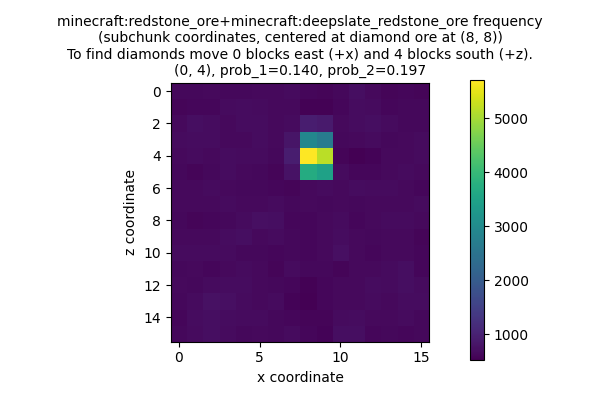 minecraft:redstone_ore+minecraft:deepslate_redstone_ore frequency
(subchunk coordinates, centered at diamond ore at (8, 8))
To find diamonds move 0 blocks east (+x) and 4 blocks south (+z).
(0, 4), prob_1=0.140, prob_2=0.197
0
2
4
6
8
10
12
14
z coordinate
0
5
10
15
x coordinate
5000
4000
3000
2000
1000